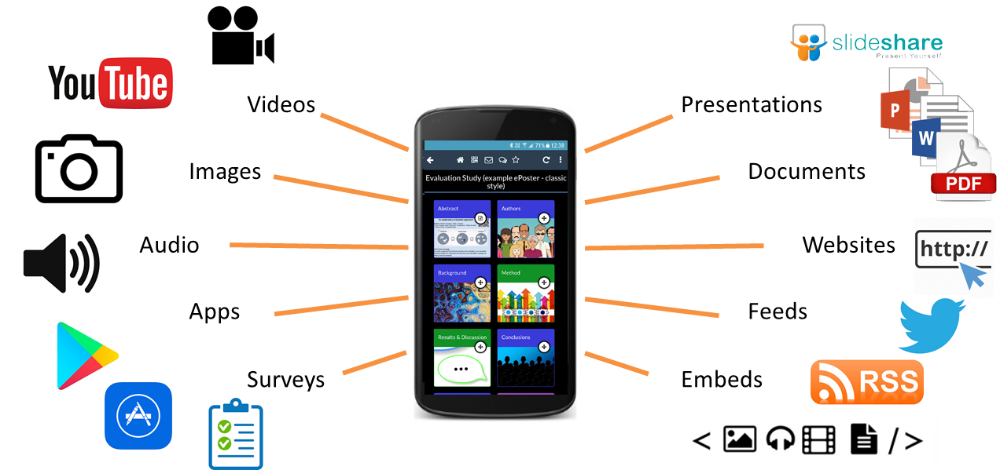 slideshare
Present Yourself
YouTube
Videos
Presentations
P
W
PDF
71% 12:38
Images
Documents
Evaluation Study (example ePoster - classic
style)
Abstract
Authors
Audio
Websites
http://
Background
Method
Apps
Feeds
Results & Discussion
Conclusions
Surveys
Embeds
RSS
< / >